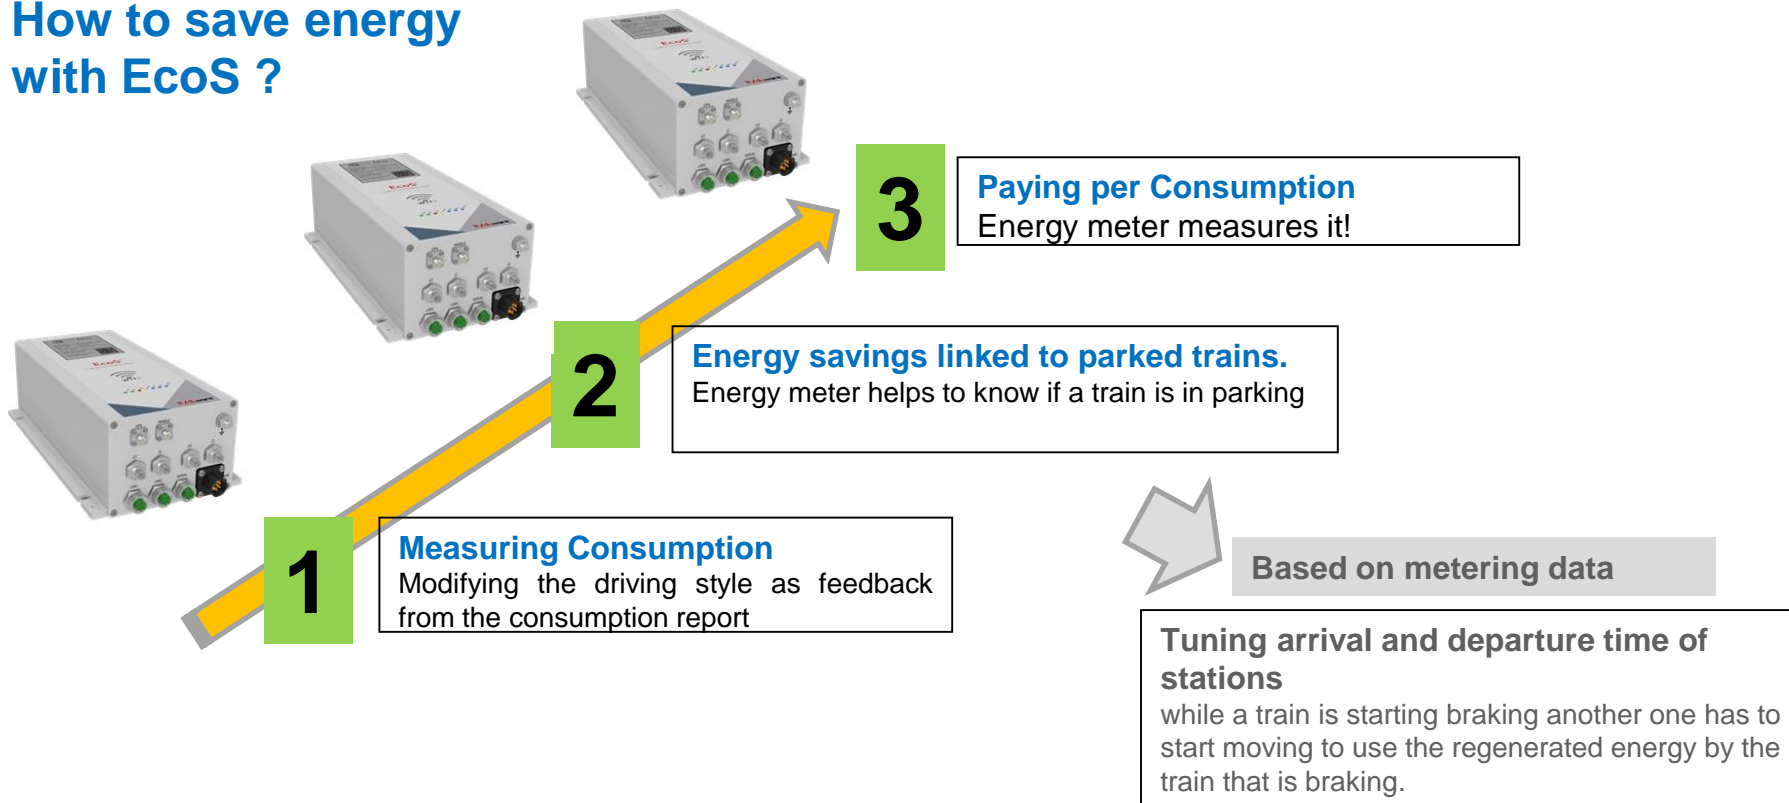 How to save energy
with EcoS ?
EcoS
EcoS
EcoS
3
Paying per Consumption
Energy meter measures it!
2
Energy savings linked to parked trains.
Energy meter helps to know if a train is in parking
1
Measuring Consumption
Modifying the driving style as feedback
from the consumption report
Based on metering data
Tuning arrival and departure time of
stations
while a train is starting braking another one has to
start moving to use the regenerated energy by the
train that is braking.